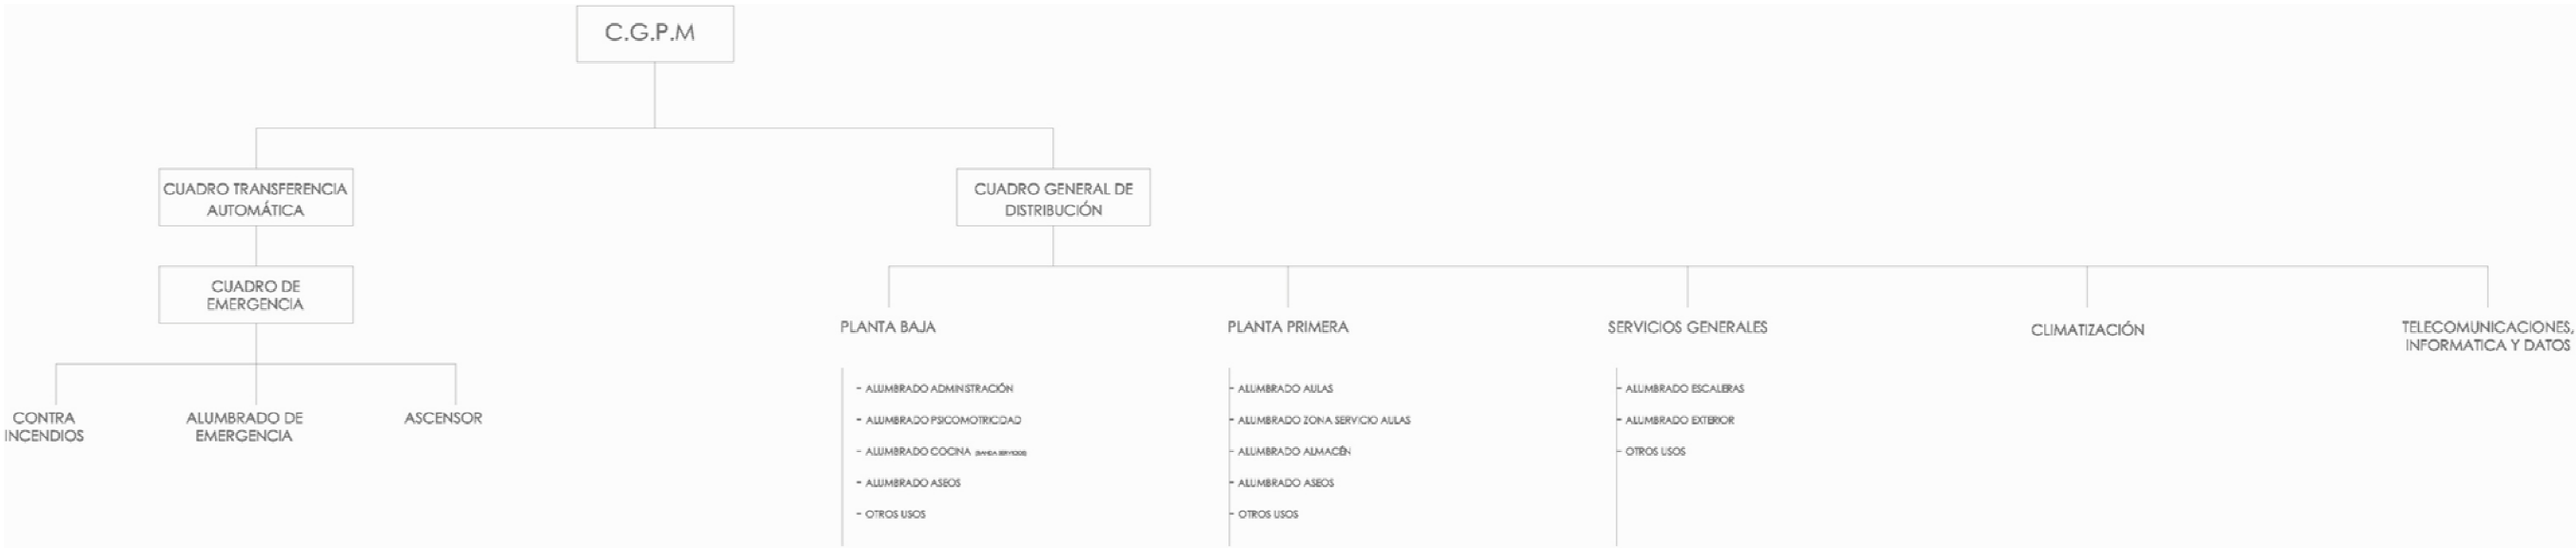 C.G.P.M
CUADRO TRANSFERENCIA
AUTOMÁTICA
CUADRO GENERAL DE
DISTRIBUCIÓN
CUADRO DE
EMERGENCIA
CONTRA
INCENDIOS
ALUMBRADO DE
EMERGENCIA
ASCENSOR
PLANTA BAJA
- ALUMBRADO ADMINISTRACIÓN
- ALUMBRADO PSICOMOTRICIDAD
- ALUMBRADO COCINA (BANDA SERVICIOS)
- ALUMBRADO ASEOS
- OTROS USOS
PLANTA PRIMERA
- ALUMBRADO AULAS
- ALUMBRADO ZONA SERVICIO AULAS
- ALUMBRADO ALMACÉN
- ALUMBRADO ASEOS
- OTROS USOS
SERVICIOS GENERALES
- ALUMBRADO ESCALERAS
- ALUMBRADO EXTERIOR
- OTROS USOS
CLIMATIZACIÓN
TELECOMUNICACIONES,
INFORMATICA Y DATOS